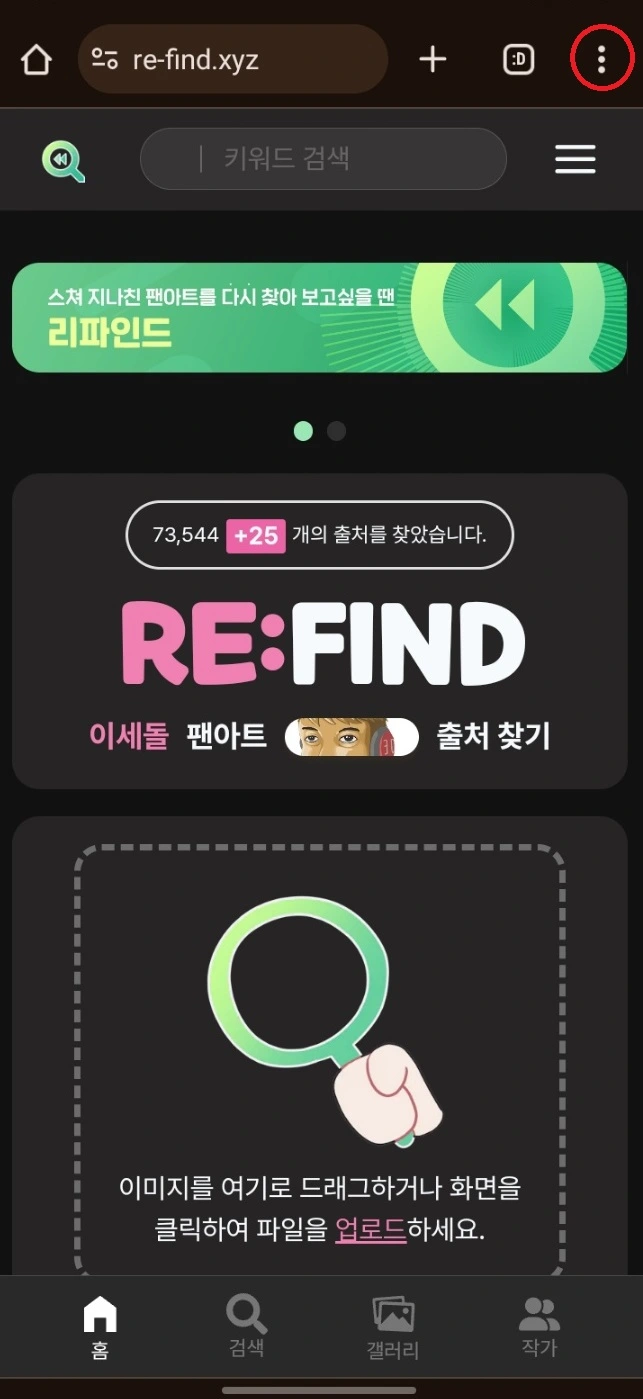 re-find.xyz
:D
키워드 검색
스쳐 지나친 팬아트를 다시 찾아 보고싶을 땐
리파인드
73,544 +25 개의 출처를 찾았습니다.
RE:FIND
이세돌 팬아트 출처 찾기
이미지를 여기로 드래그하거나 화면을
클릭하여 파일을 업로드하세요.
홈 검색 갤러리 작가